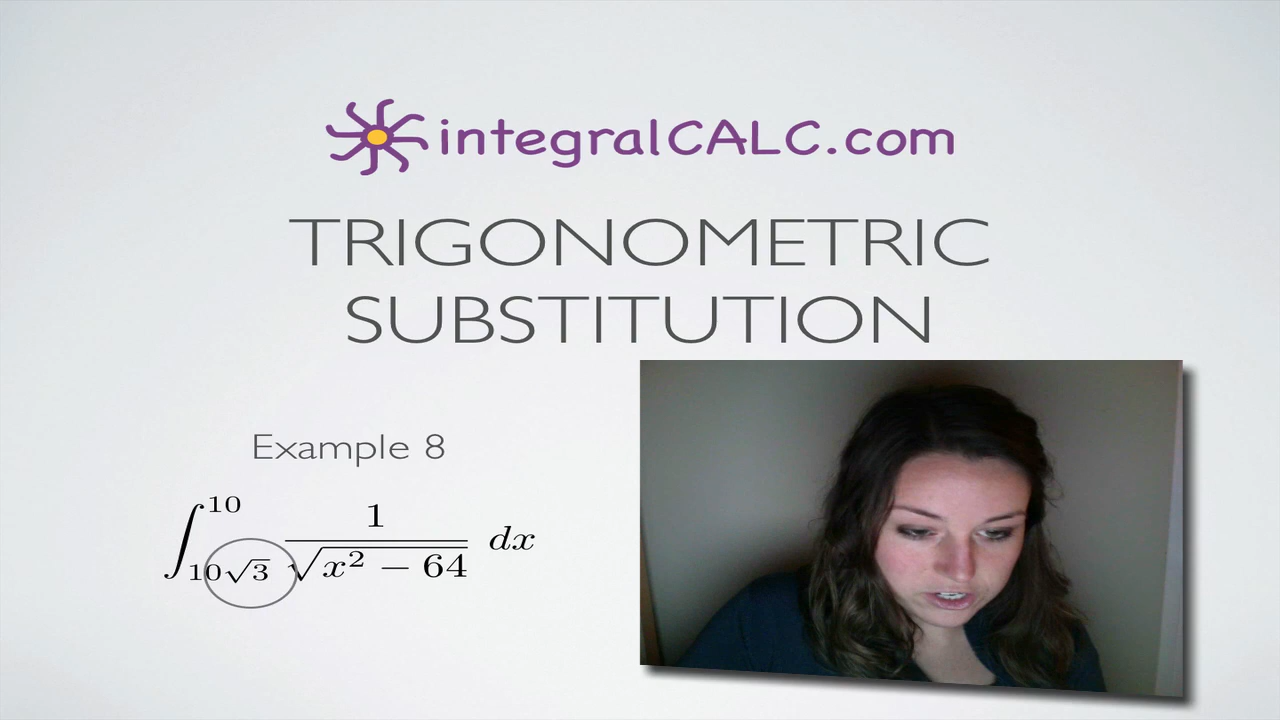 integralCALC.com
TRIGONOMETRIC
SUBSTITUTION
Example 8
∫_{10√3}^{10} 1/√(x² − 64) dx